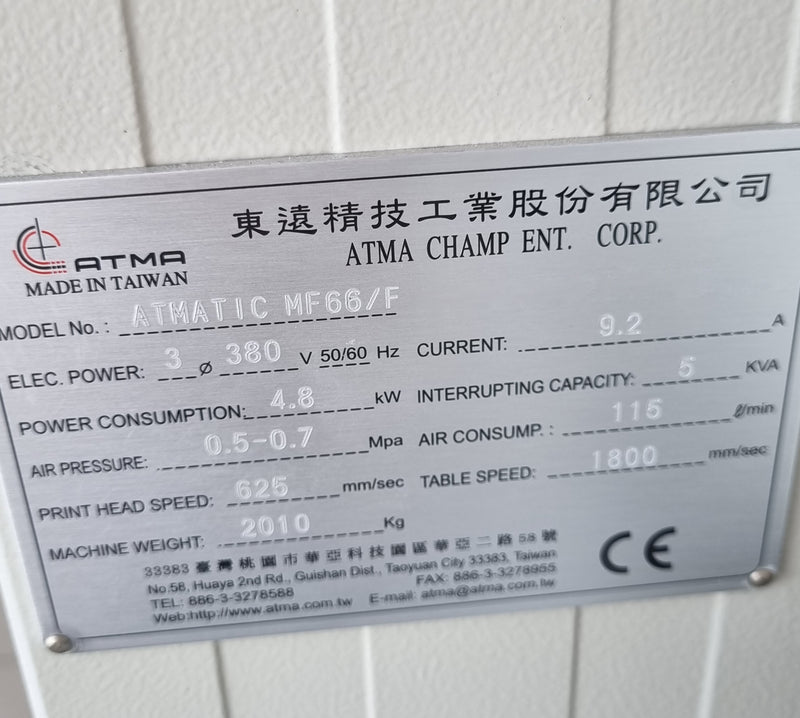 東遠精技工業股份有限公司
ATMA CHAMP ENT. CORP.
ATMA
MADE IN TAIWAN
MODEL No.: ATMATIC MF66/F
ELEC. POWER: 3 Ø 380 V 50/60 Hz CURRENT: 9.2 A
POWER CONSUMPTION: 4.8 kW INTERRUPTING CAPACITY: 5 KVA
AIR PRESSURE: 0.5-0.7 Mpa AIR CONSUMP.: 115 ℓ/min
PRINT HEAD SPEED: 625 mm/sec TABLE SPEED: 1800 mm/sec
MACHINE WEIGHT: 2010 Kg
33383 臺灣桃園市華亞科技園區華亞二路58號
No.58, Huaya 2nd Rd., Guishan Dist., Taoyuan City 33383, Taiwan
TEL: 886-3-3278588 FAX: 886-3-3278955
Web:http://www.atma.com.tw E-mail: atma@atma.com.tw
CE